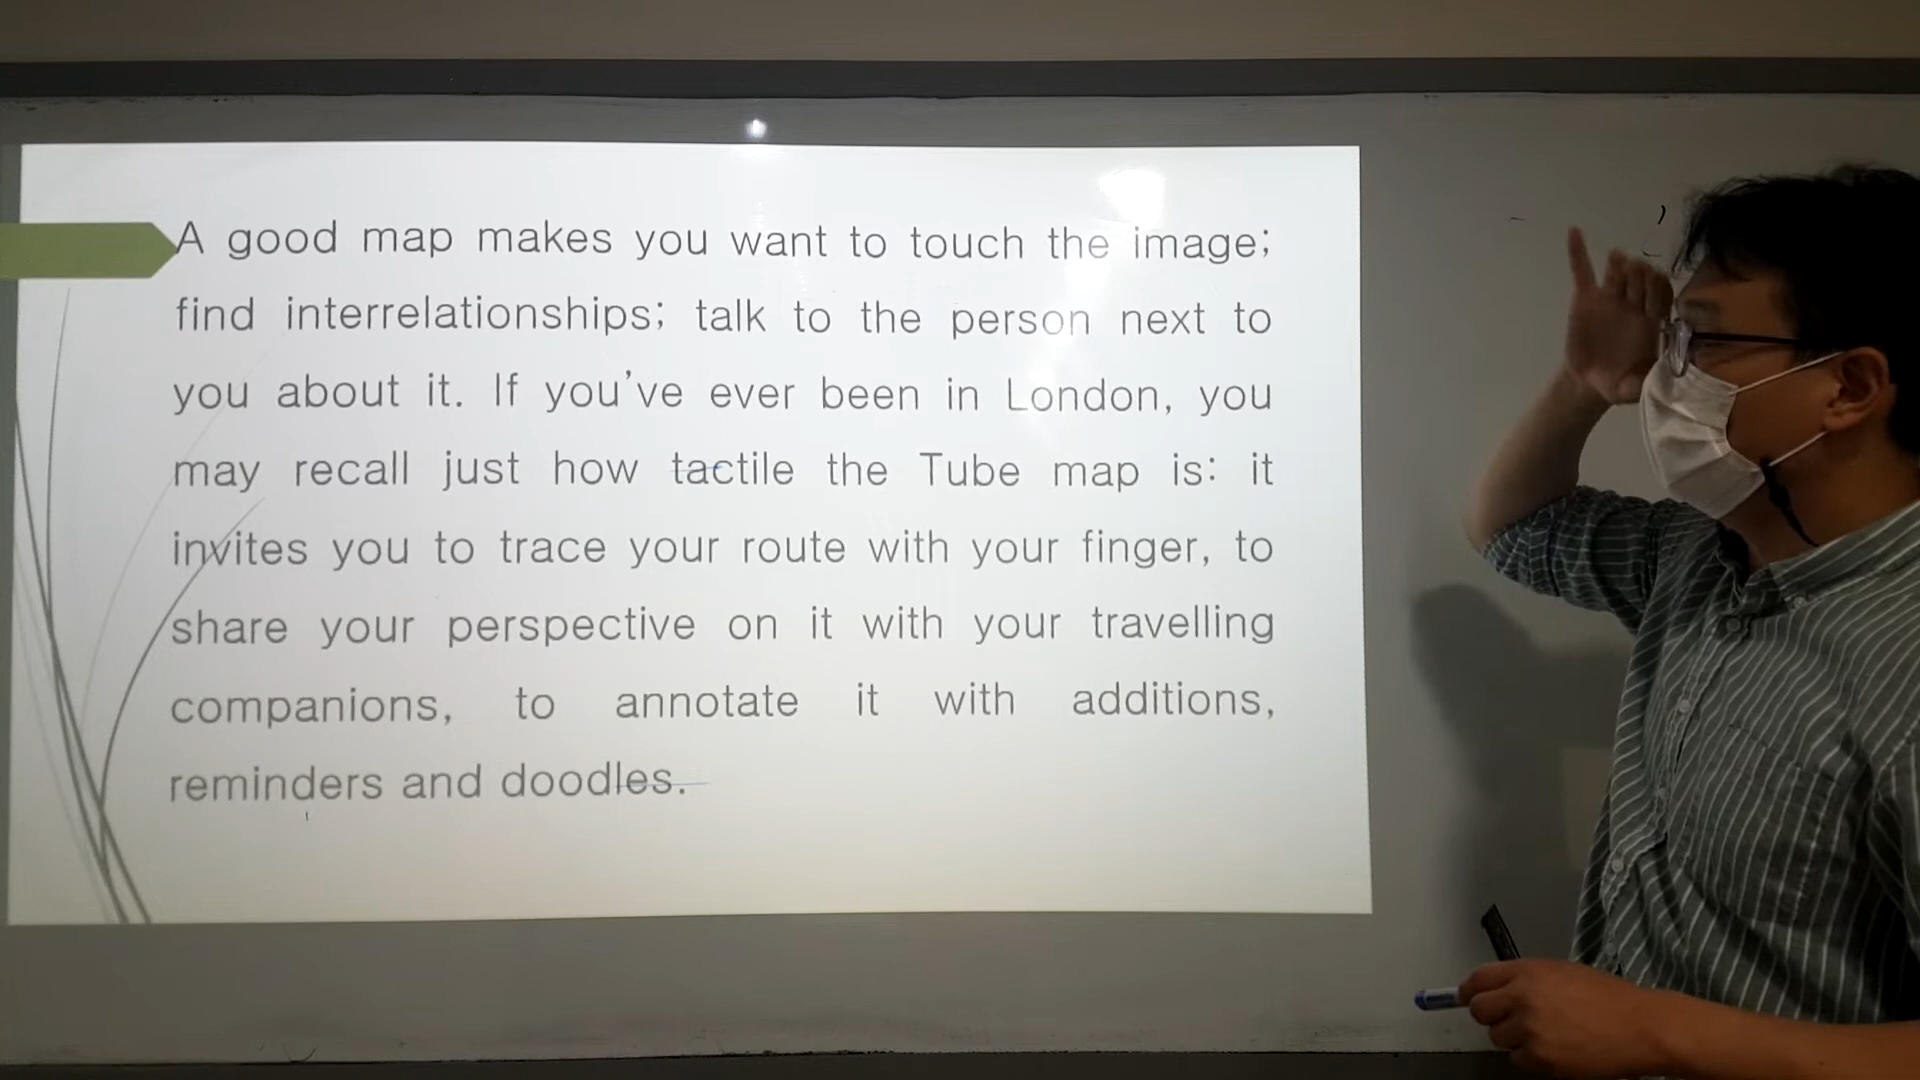 A good map makes you want to touch the image;
find interrelationships; talk to the person next to
you about it. If you've ever been in London, you
may recall just how tactile the Tube map is: it
invites you to trace your route with your finger, to
share your perspective on it with your travelling
companions, to annotate it with additions,
reminders and doodles.